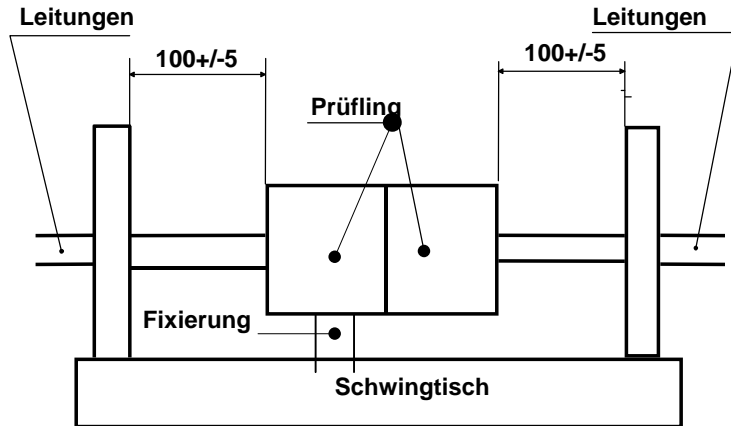 Leitungen
Leitungen
100+/-5
100+/-5
Prüfling
Fixierung
Schwingtisch